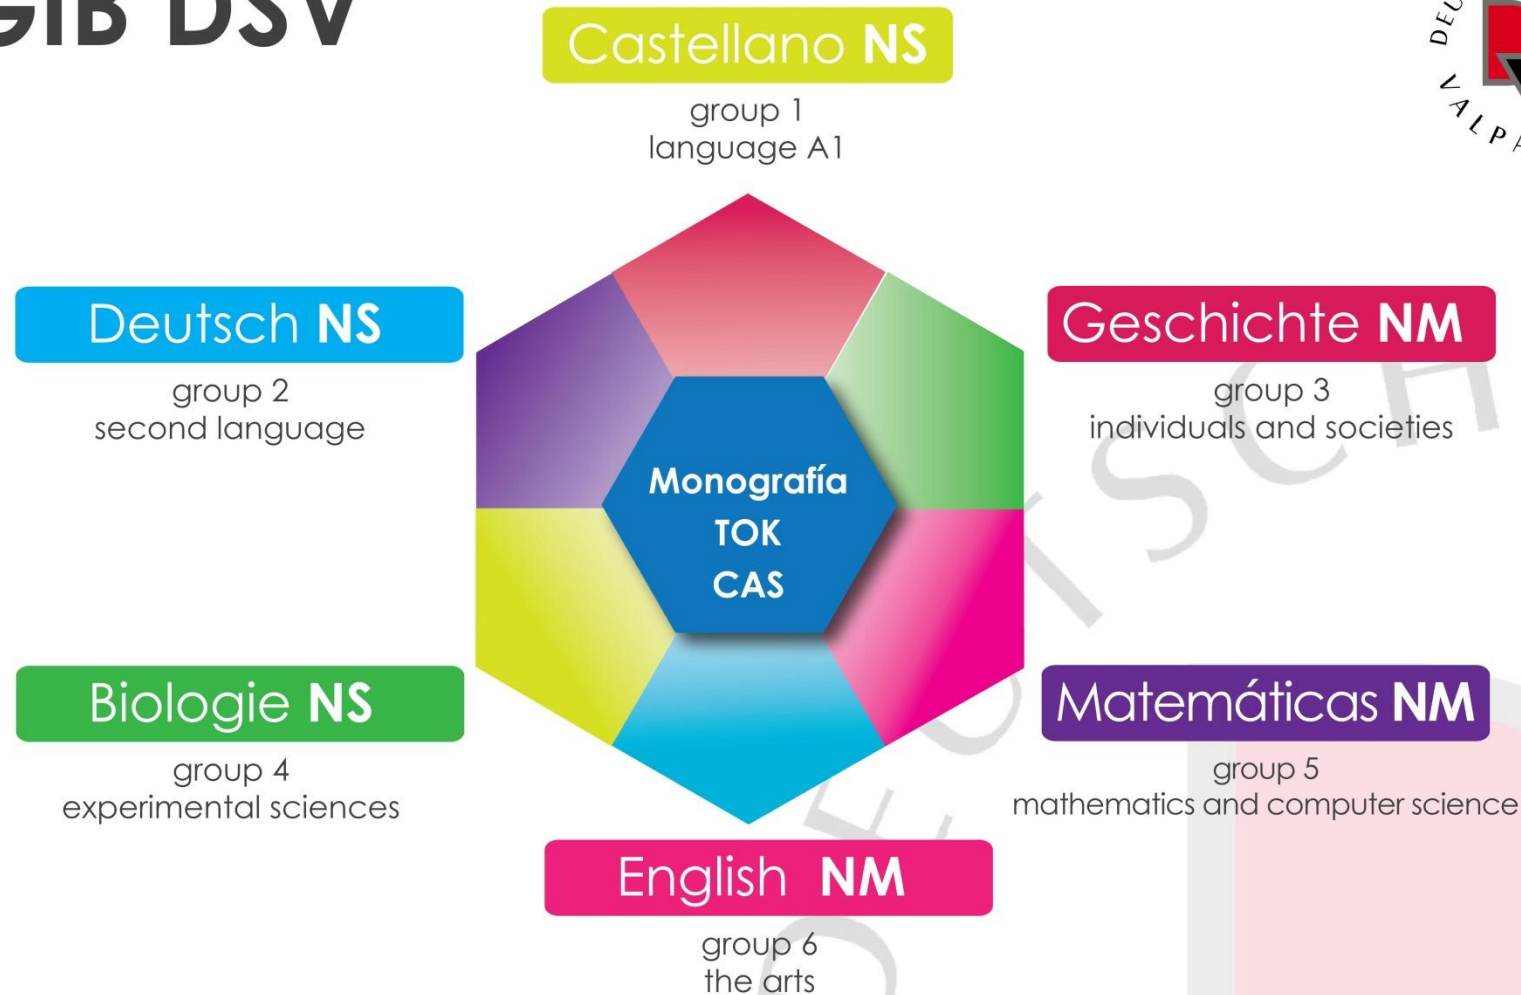 GIB DSV
Castellano NS
group 1
language A1
Deutsch NS
group 2
second language
Geschichte NM
group 3
individuals and societies
Monografía
TOK
CAS
Biologie NS
group 4
experimental sciences
Matemáticas NM
group 5
mathematics and computer science
English NM
group 6
the arts